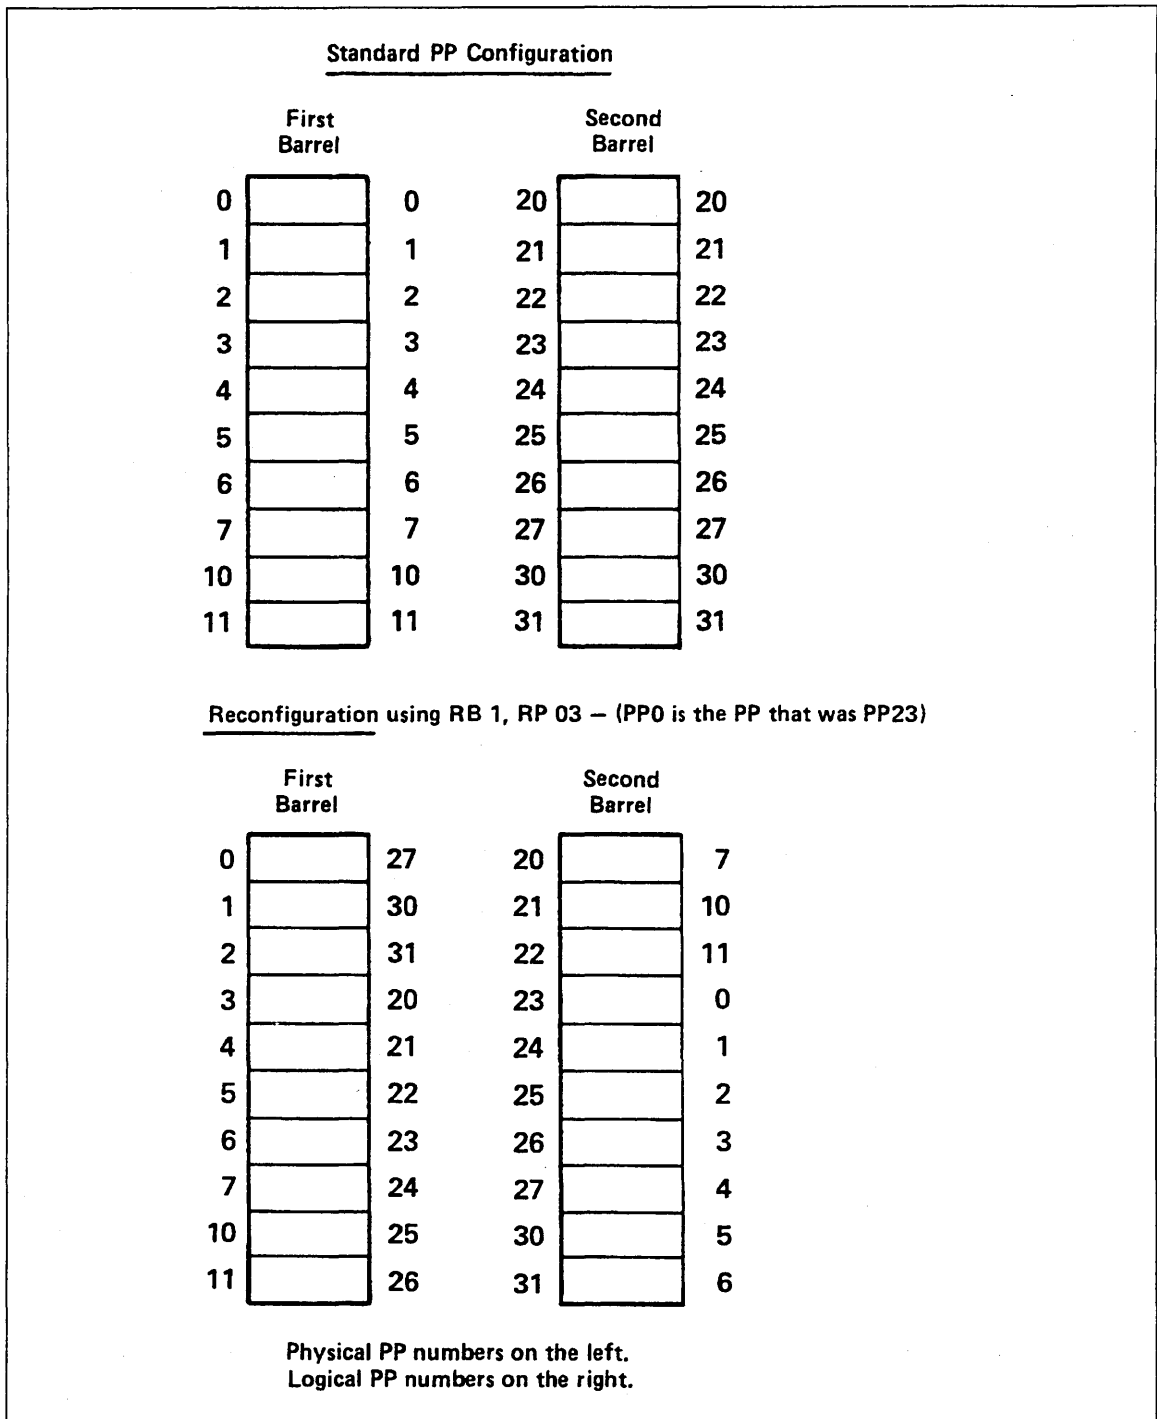 Standard PP Configuration
First Barrel Second Barrel
0 0 20 20
1 1 21 21
2 2 22 22
3 3 23 23
4 4 24 24
5 5 25 25
6 6 26 26
7 7 27 27
10 10 30 30
11 11 31 31
Reconfiguration using RB 1, RP 03 – (PP0 is the PP that was PP23)
First Barrel Second Barrel
0 27 20 7
1 30 21 10
2 31 22 11
3 20 23 0
4 21 24 1
5 22 25 2
6 23 26 3
7 24 27 4
10 25 30 5
11 26 31 6
Physical PP numbers on the left.
Logical PP numbers on the right.